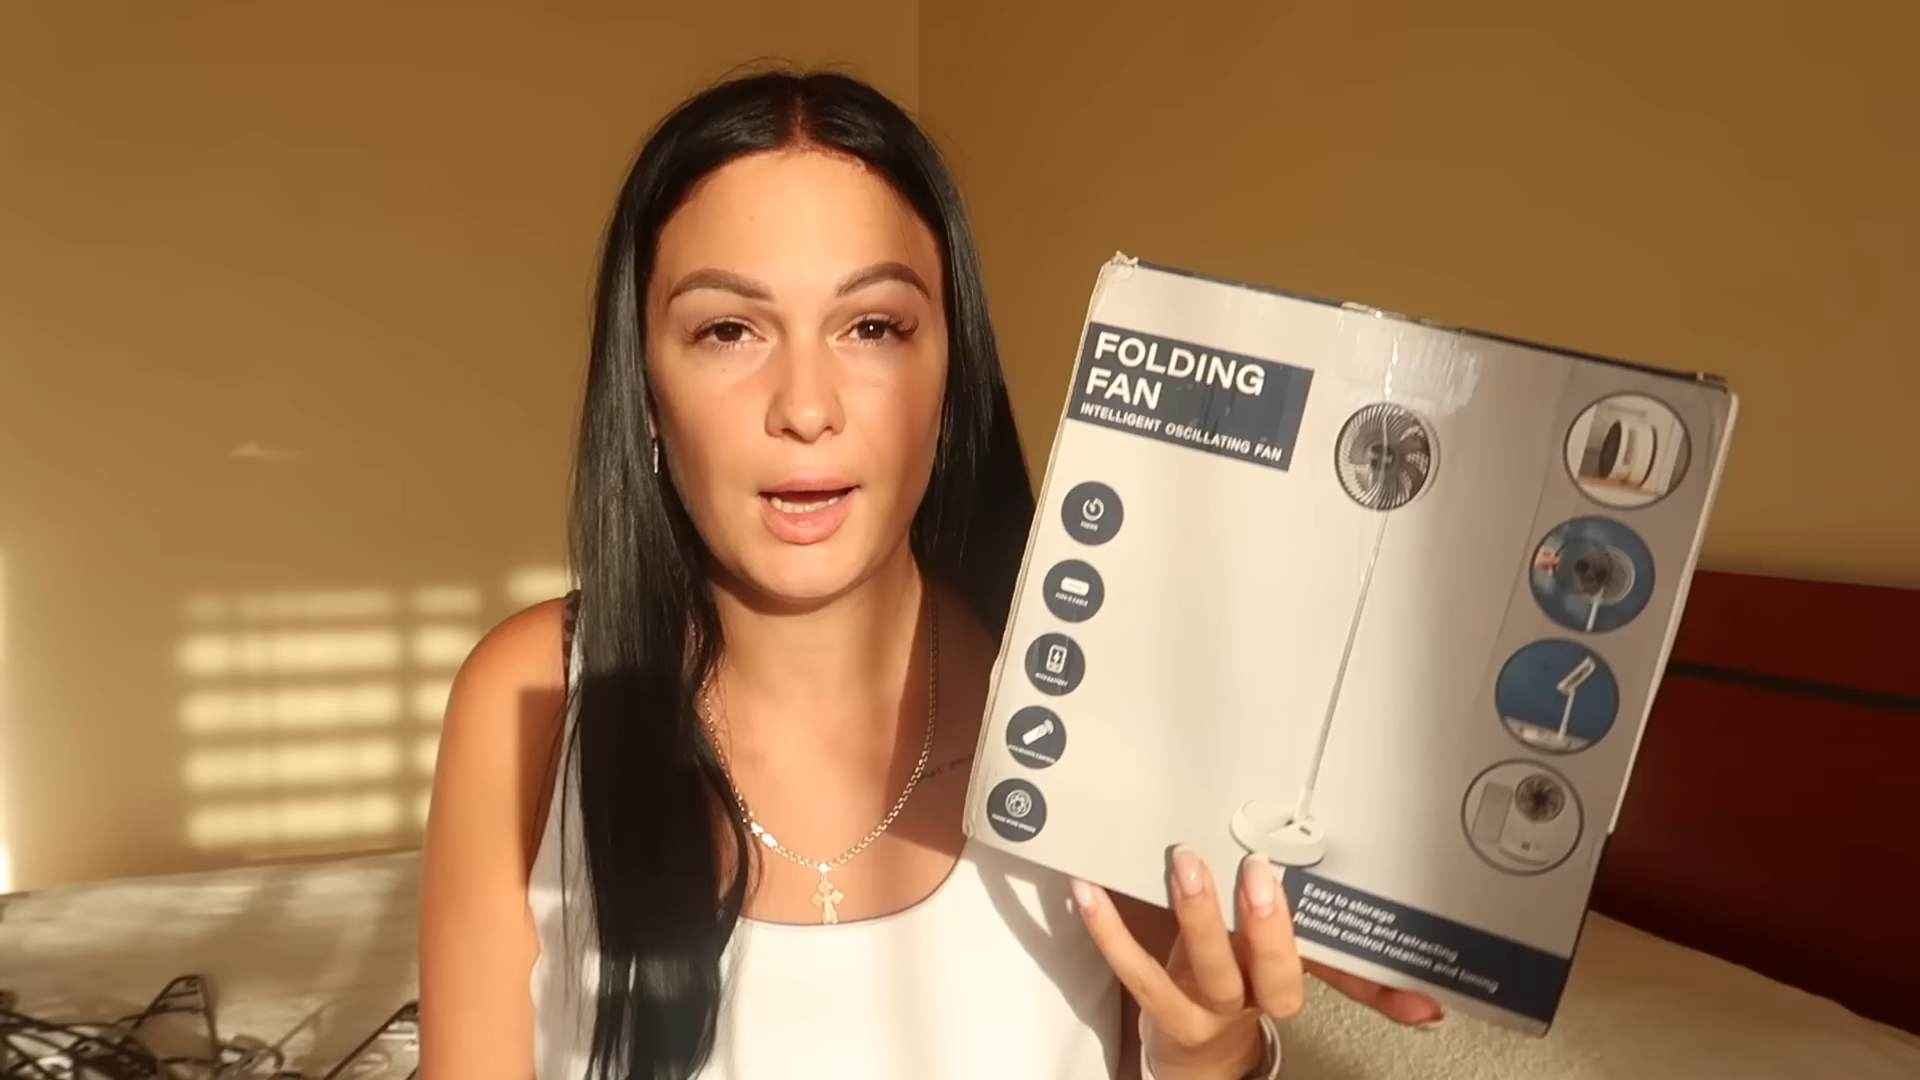 FOLDING
FAN
INTELLIGENT OSCILLATING FAN
Easy to storage
Freely lifting and retracting
Remote control rotation and timing